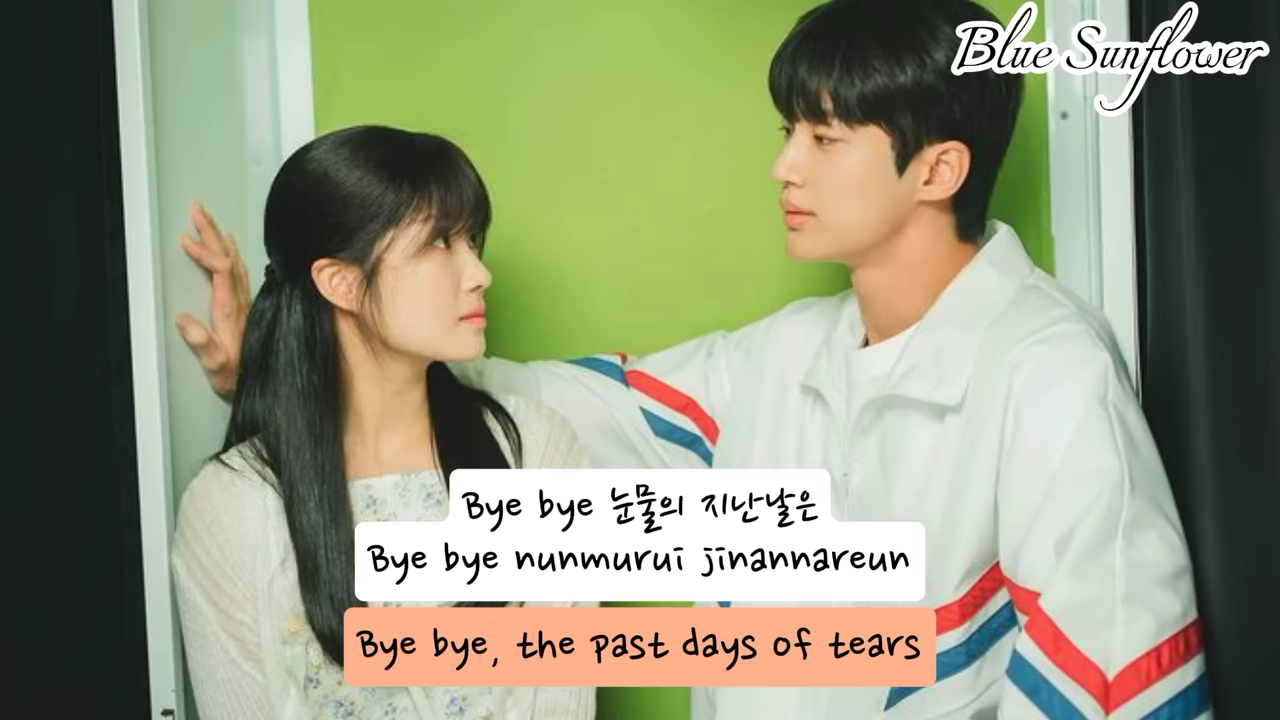 Blue Sunflower
Bye bye 눈물의 지난날은
Bye bye nunmurui jinannareun
Bye bye, the past days of tears